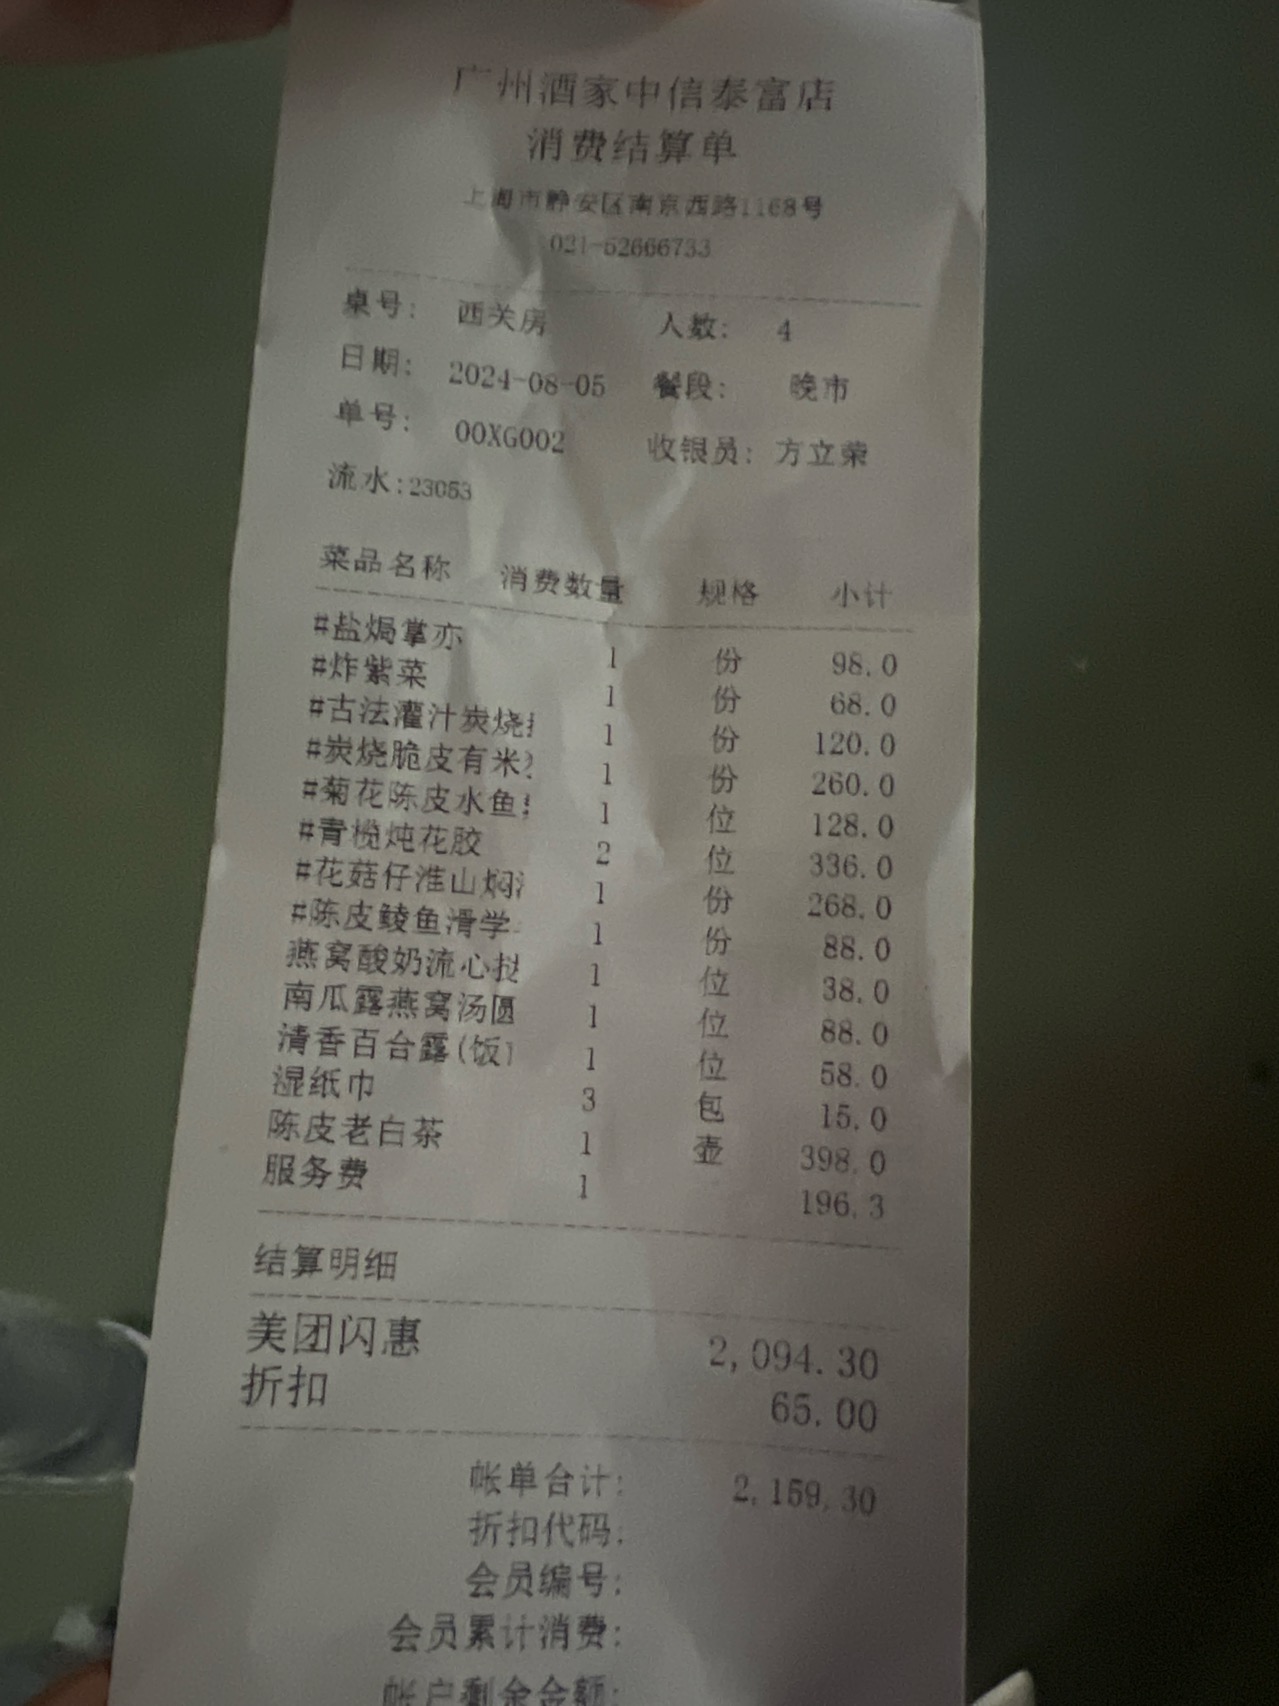 广州酒家中信泰富店
消费结算单
上海市静安区南京西路1168号
021-52666733
桌号: 西关房 人数: 4
日期: 2024-08-05 餐段: 晚市
单号: 00XG002 收银员: 方立荣
流水:23053
菜品名称 消费数量 规格 小计
#盐焗掌亦 1 份 98.0
#炸紫菜 1 份 68.0
#古法灌汁炭烧 1 份 120.0
#炭烧脆皮有米 1 份 260.0
#菊花陈皮水鱼 1 位 128.0
#青榄炖花胶 2 位 336.0
#花菇仔淮山焖 1 份 268.0
#陈皮鲮鱼滑学 1 份 88.0
燕窝酸奶流心挞 1 位 38.0
南瓜露燕窝汤圆 1 位 88.0
清香百合露(饭 1 位 58.0
湿纸巾 3 包 15.0
陈皮老白茶 1 壶 398.0
服务费 1 196.3
结算明细
美团闪惠 2,094.30
折扣 65.00
帐单合计: 2,159.30
折扣代码:
会员编号:
会员累计消费:
帐户剩余金额: